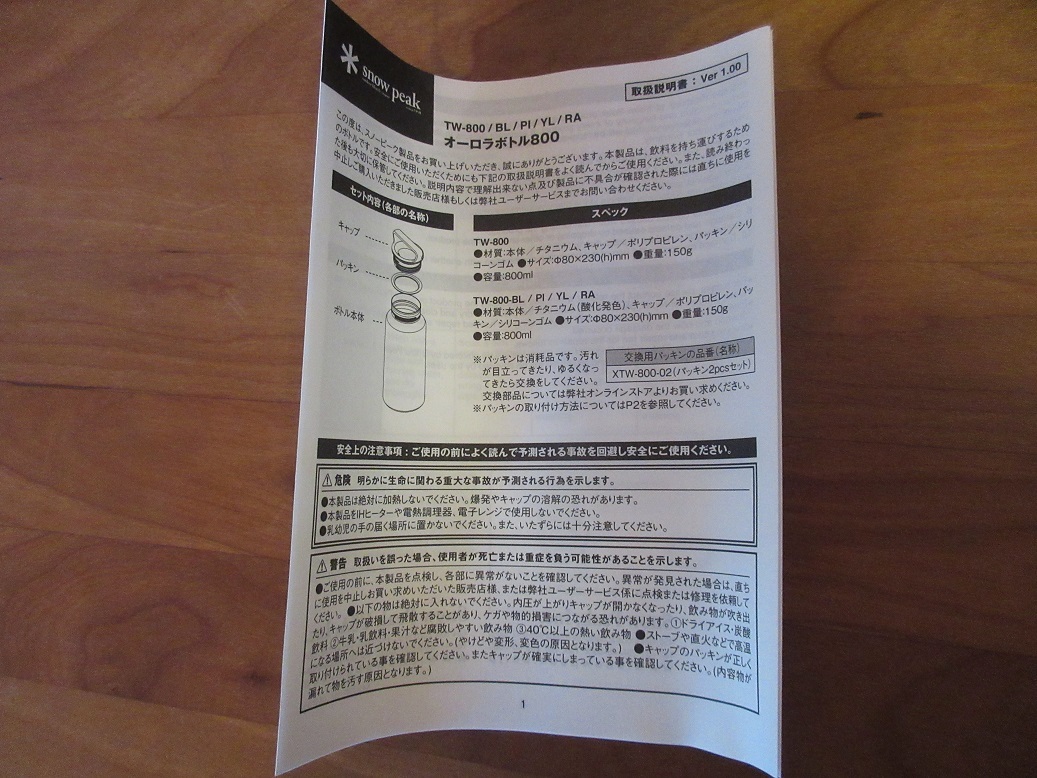 snow peak
取扱説明書：Ver 1.00
TW-800 / BL / PI / YL / RA
オーロラボトル800
この度は、スノーピーク製品をお買い上げいただき、誠にありがとうございます。本製品は、飲料を持ち運びするため
のボトルです。安全にご使用いただくためにも下記の取扱説明書をよく読んでからご使用ください。また、読み終わっ
た後も大切に保管してください。説明内容で理解出来ない点及び製品に不具合が確認された際には直ちに使用を
中止しご購入いただきました販売店様もしくは弊社ユーザーサービスまでお問い合わせください。
セット内容(各部の名称)
キャップ
パッキン
ボトル本体
スペック
TW-800
●材質:本体／チタニウム、キャップ／ポリプロピレン、パッキン／シリ
コーンゴム ●サイズ:Φ80×230(h)mm ●重量:150g
●容量:800ml
TW-800-BL / PI / YL / RA
●材質:本体／チタニウム(酸化発色)、キャップ／ポリプロピレン、パッ
キン／シリコーンゴム ●サイズ:Φ80×230(h)mm ●重量:150g
●容量:800ml
※パッキンは消耗品です。汚れ
が目立ってきたり、ゆるくなっ
てきたら交換をしてください。
交換部品については弊社オンラインストアよりお買い求めください。
※パッキンの取り付け方法についてはP2を参照してください。
交換用パッキンの品番(名称)
XTW-800-02(パッキン2pcsセット)
安全上の注意事項：ご使用の前によく読んで予測される事故を回避し安全にご使用ください。
危険 明らかに生命に関わる重大な事故が予測される行為を示します。
●本製品は絶対に加熱しないでください。爆発やキャップの溶解の恐れがあります。
●本製品をIHヒーターや電熱調理器、電子レンジで使用しないでください。
●乳幼児の手の届く場所に置かないでください。また、いたずらには十分注意してください。
警告 取扱いを誤った場合、使用者が死亡または重症を負う可能性があることを示します。
●ご使用の前に、本製品を点検し、各部に異常がないことを確認してください。異常が発見された場合は、直ち
に使用を中止しお買い求めいただいた販売店様、または弊社ユーザーサービス係に点検または修理を依頼して
ください。 ●以下の物は絶対に入れないでください。内圧が上がりキャップが開かなくなったり、飲み物が吹き出
たり、キャップが破損して飛散することがあり、ケガや物的損害につながる恐れがあります。①ドライアイス・炭酸
飲料 ②牛乳・乳飲料・果汁など腐敗しやすい飲み物 ③40℃以上の熱い飲み物 ●ストーブや直火などで高温
になる場所へは近づけないでください。(やけどや変形、変色の原因となります。) ●キャップのパッキンが正しく
取り付けられている事を確認してください。またキャップが確実にしまっている事を確認してください。(内容物が
漏れて物を汚す原因となります。)
1